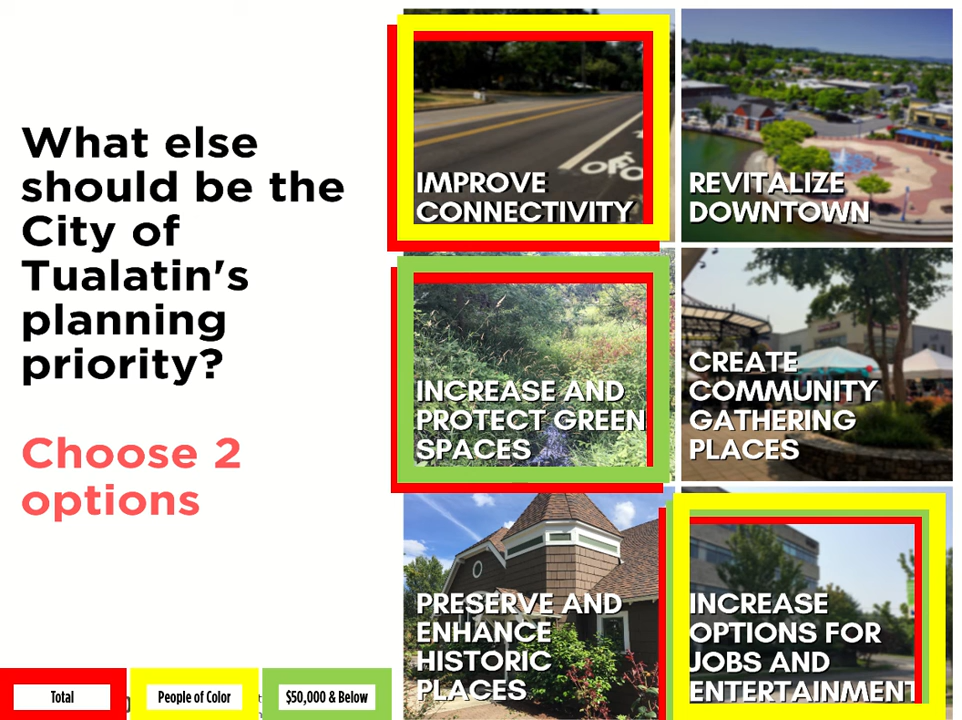 What else
should be the
City of
Tualatin's
planning
priority?
Choose 2
options
IMPROVE
CONNECTIVITY
REVITALIZE
DOWNTOWN
INCREASE AND
PROTECT GREEN
SPACES
CREATE
COMMUNITY
GATHERING
PLACES
PRESERVE AND
ENHANCE
HISTORIC
PLACES
INCREASE
OPTIONS FOR
JOBS AND
ENTERTAINMENT
Total
People of Color
$50,000 & Below